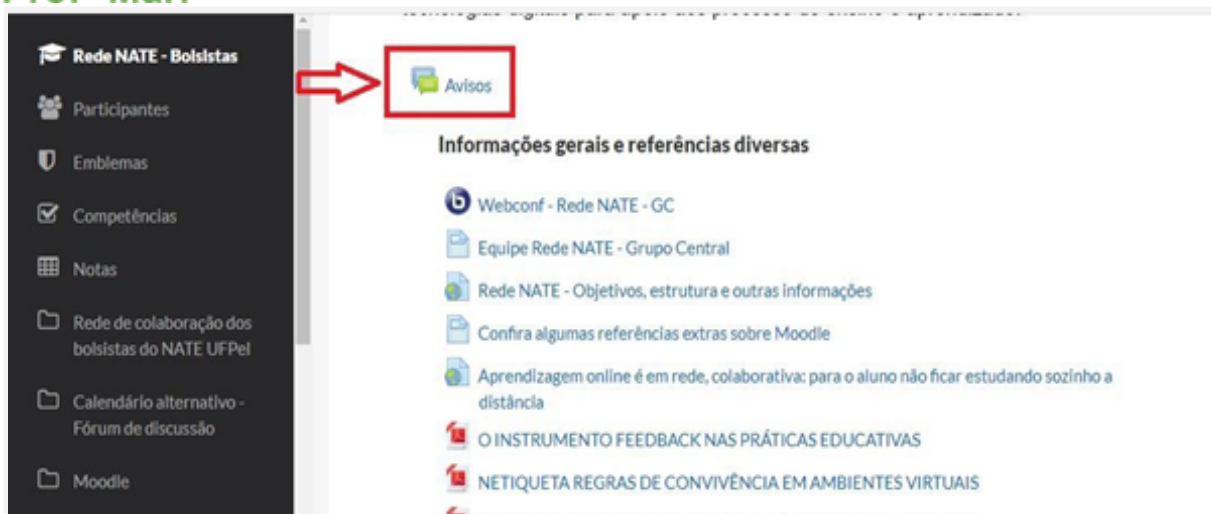 Rede NATE - Bolsistas
Participantes
Emblemas
Competências
Notas
Rede de colaboração dos
bolsistas do NATE UFPel
Calendário alternativo -
Fórum de discussão
Moodle
Avisos
Informações gerais e referências diversas
Webconf - Rede NATE - GC
Equipe Rede NATE - Grupo Central
Rede NATE - Objetivos, estrutura e outras informações
Confira algumas referências extras sobre Moodle
Aprendizagem online é em rede, colaborativa: para o aluno não ficar estudando sozinho a
distância
O INSTRUMENTO FEEDBACK NAS PRÁTICAS EDUCATIVAS
NETIQUETA REGRAS DE CONVIVÊNCIA EM AMBIENTES VIRTUAIS